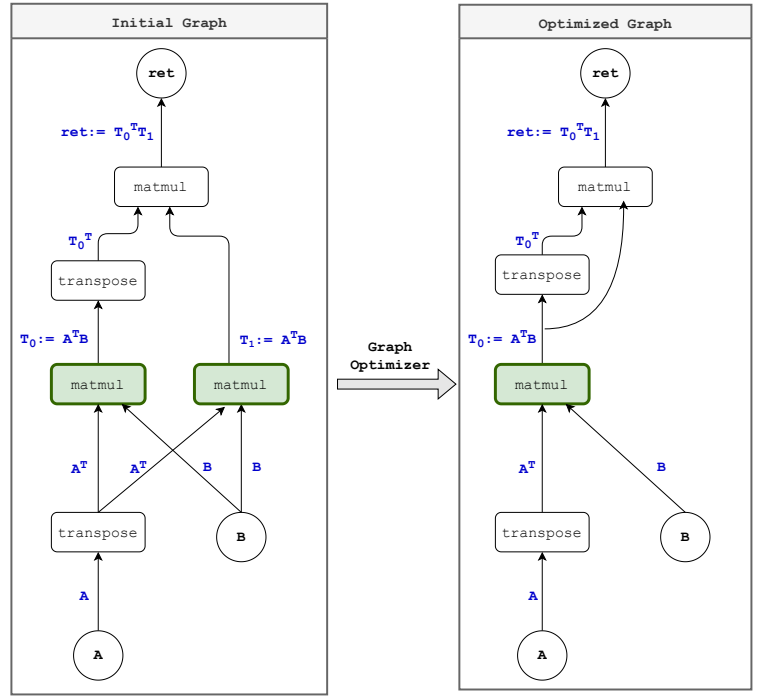 Initial Graph
ret
ret:= T₀ᵀT₁
matmul
T₀ᵀ
transpose
T₀:= AᵀB
T₁:= AᵀB
matmul
matmul
Aᵀ
Aᵀ
B
B
transpose
B
A
A
Graph
Optimizer
Optimized Graph
ret
ret:= T₀ᵀT₁
matmul
T₀ᵀ
transpose
T₀:= AᵀB
matmul
Aᵀ
B
transpose
B
A
A